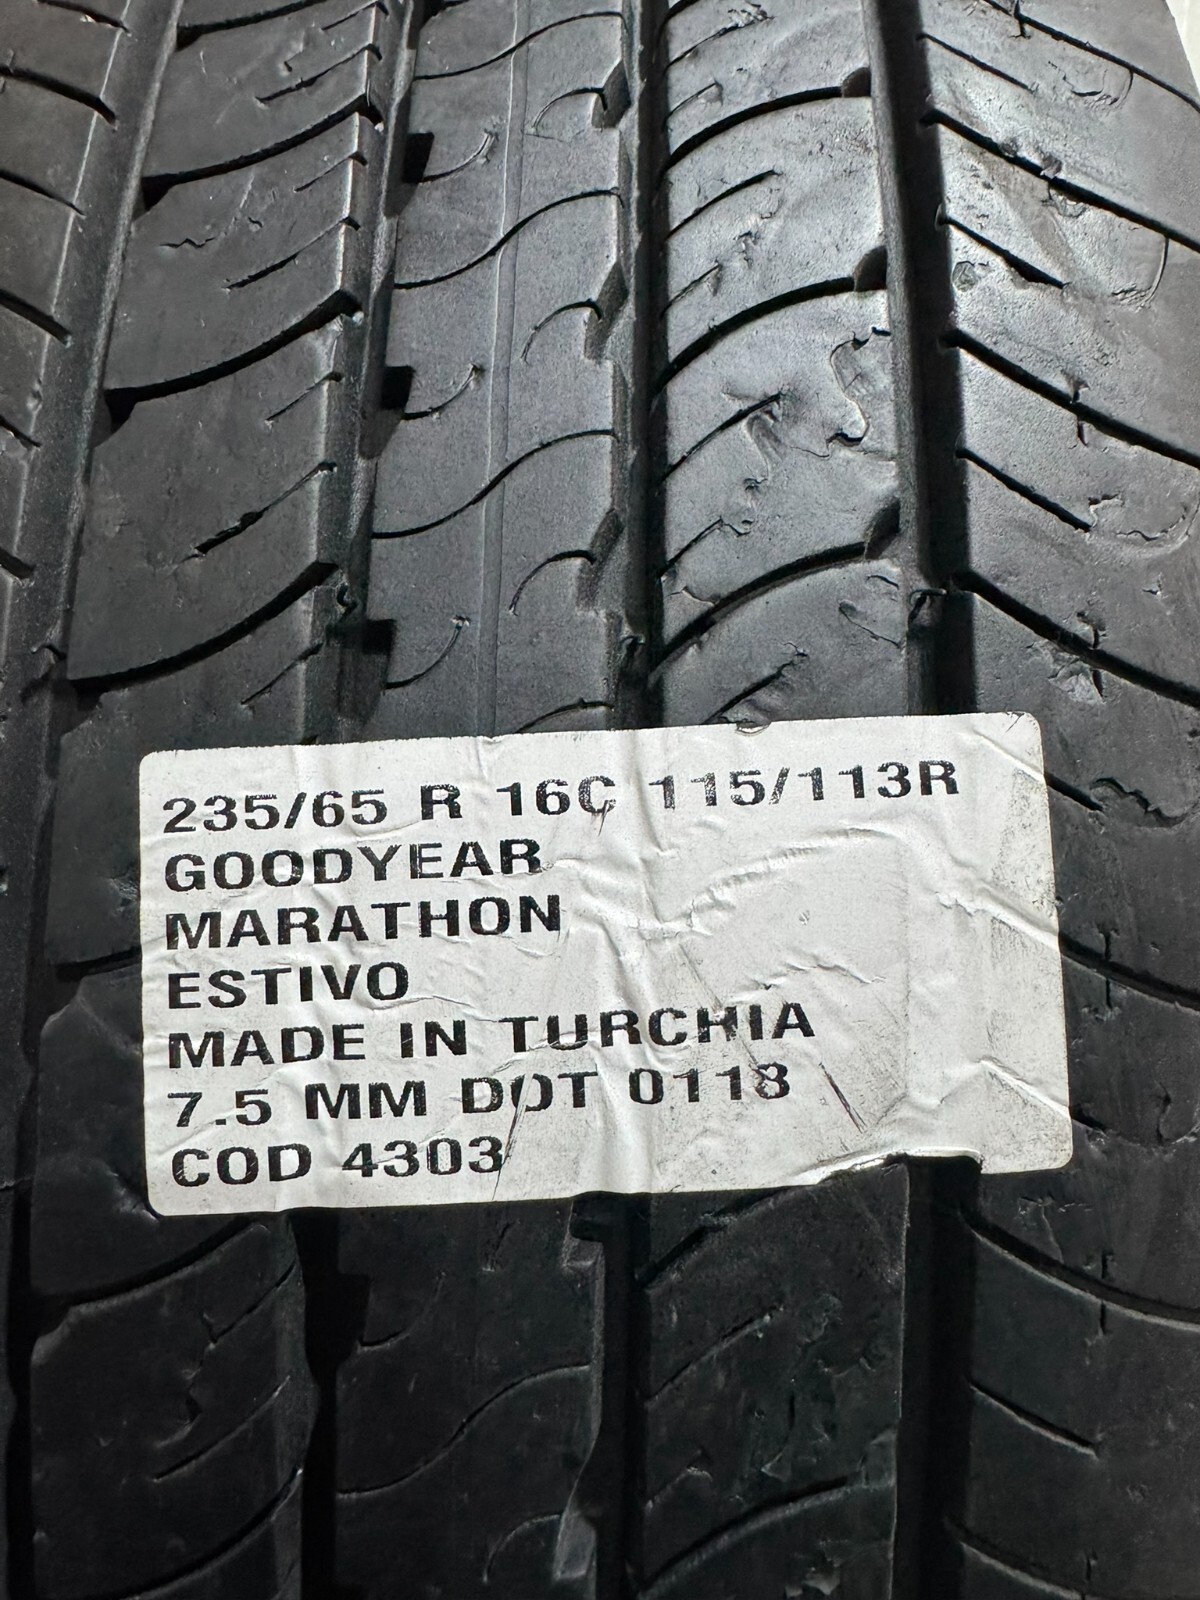 235/65 R 16C 115/113R
GOODYEAR
MARATHON
ESTIVO
MADE IN TURCHIA
7.5 MM DOT 0118
COD 4303